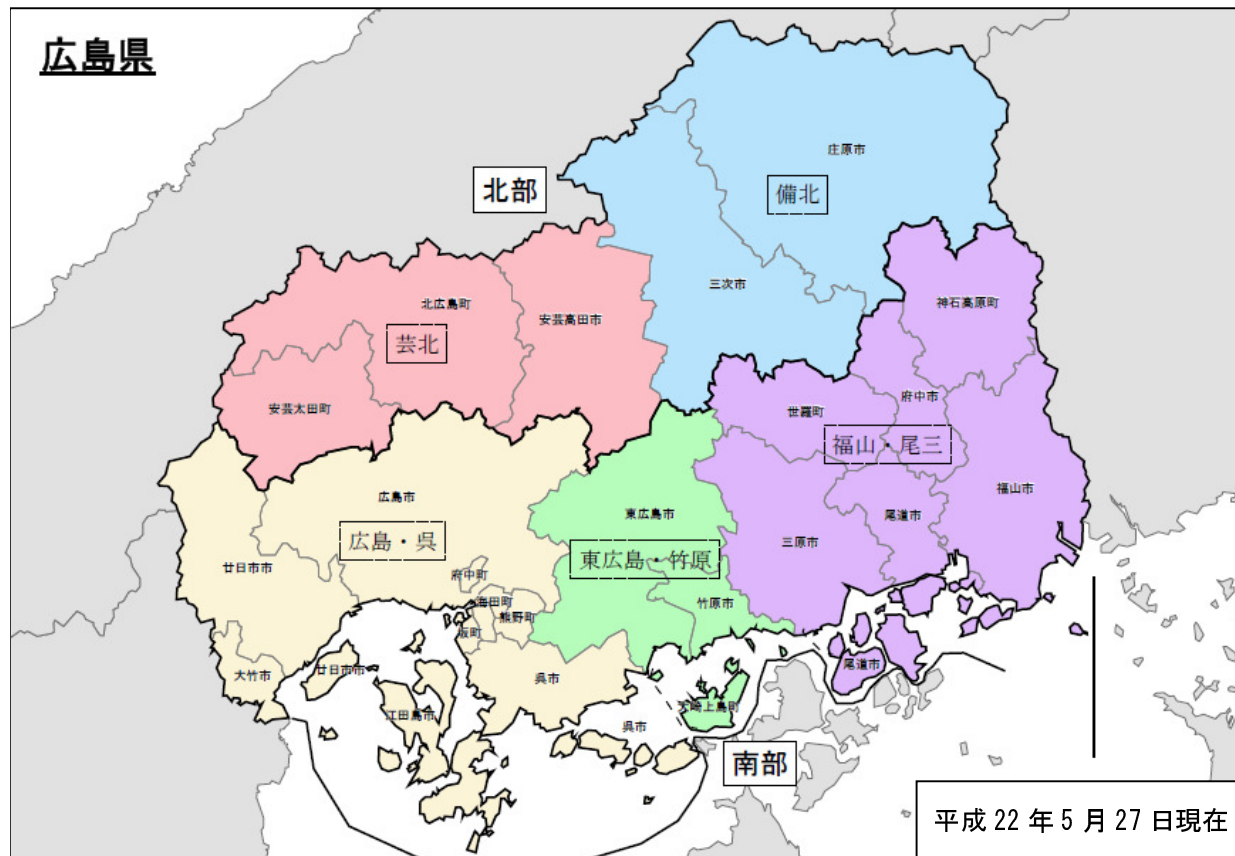 広島県
庄原市
北部
備北
三次市
北広島町
神石高原町
安芸高田市
芸北
府中市
安芸太田町
世羅町
福山・尾三
福山市
広島市
東広島市
尾道市
広島・呉
三原市
東広島・竹原
廿日市市
府中町
海田町
竹原市
熊野町
坂町
尾道市
大竹市
廿日市市
呉市
江田島市
大崎上島町
呉市
南部
平成22年5月27日現在